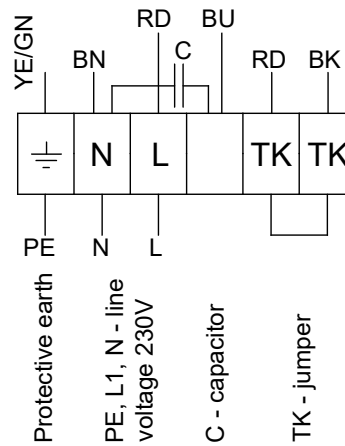 YE/GN
BN
RD
C
BU
RD
BK
N
L
TK
TK
PE
N
L
Protective earth
PE, L1, N - line
voltage 230V
C - capacitor
TK - jumper